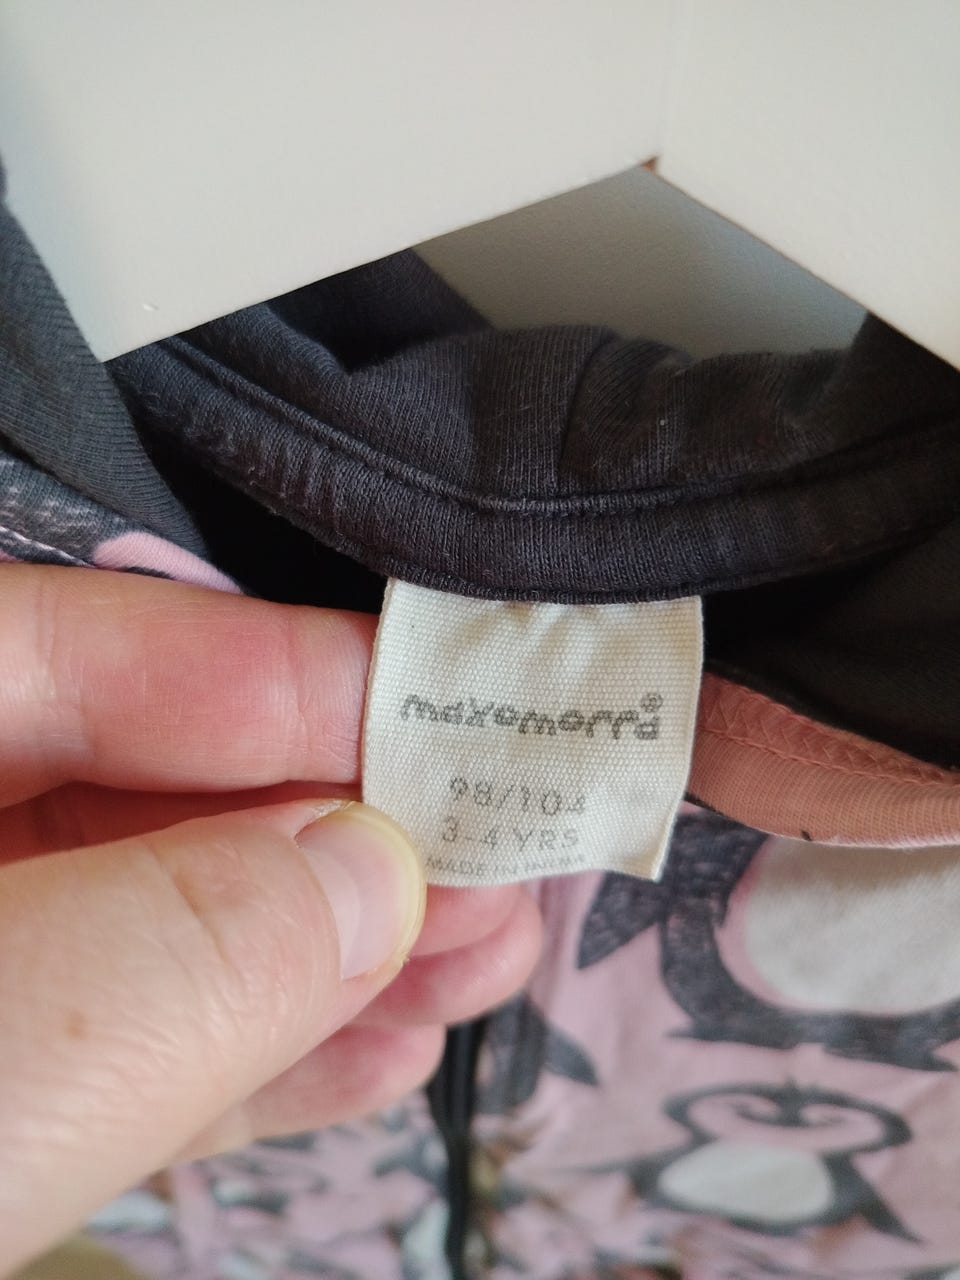 maxomorra®
98/104
3-4 YRS
MADE IN INDIA